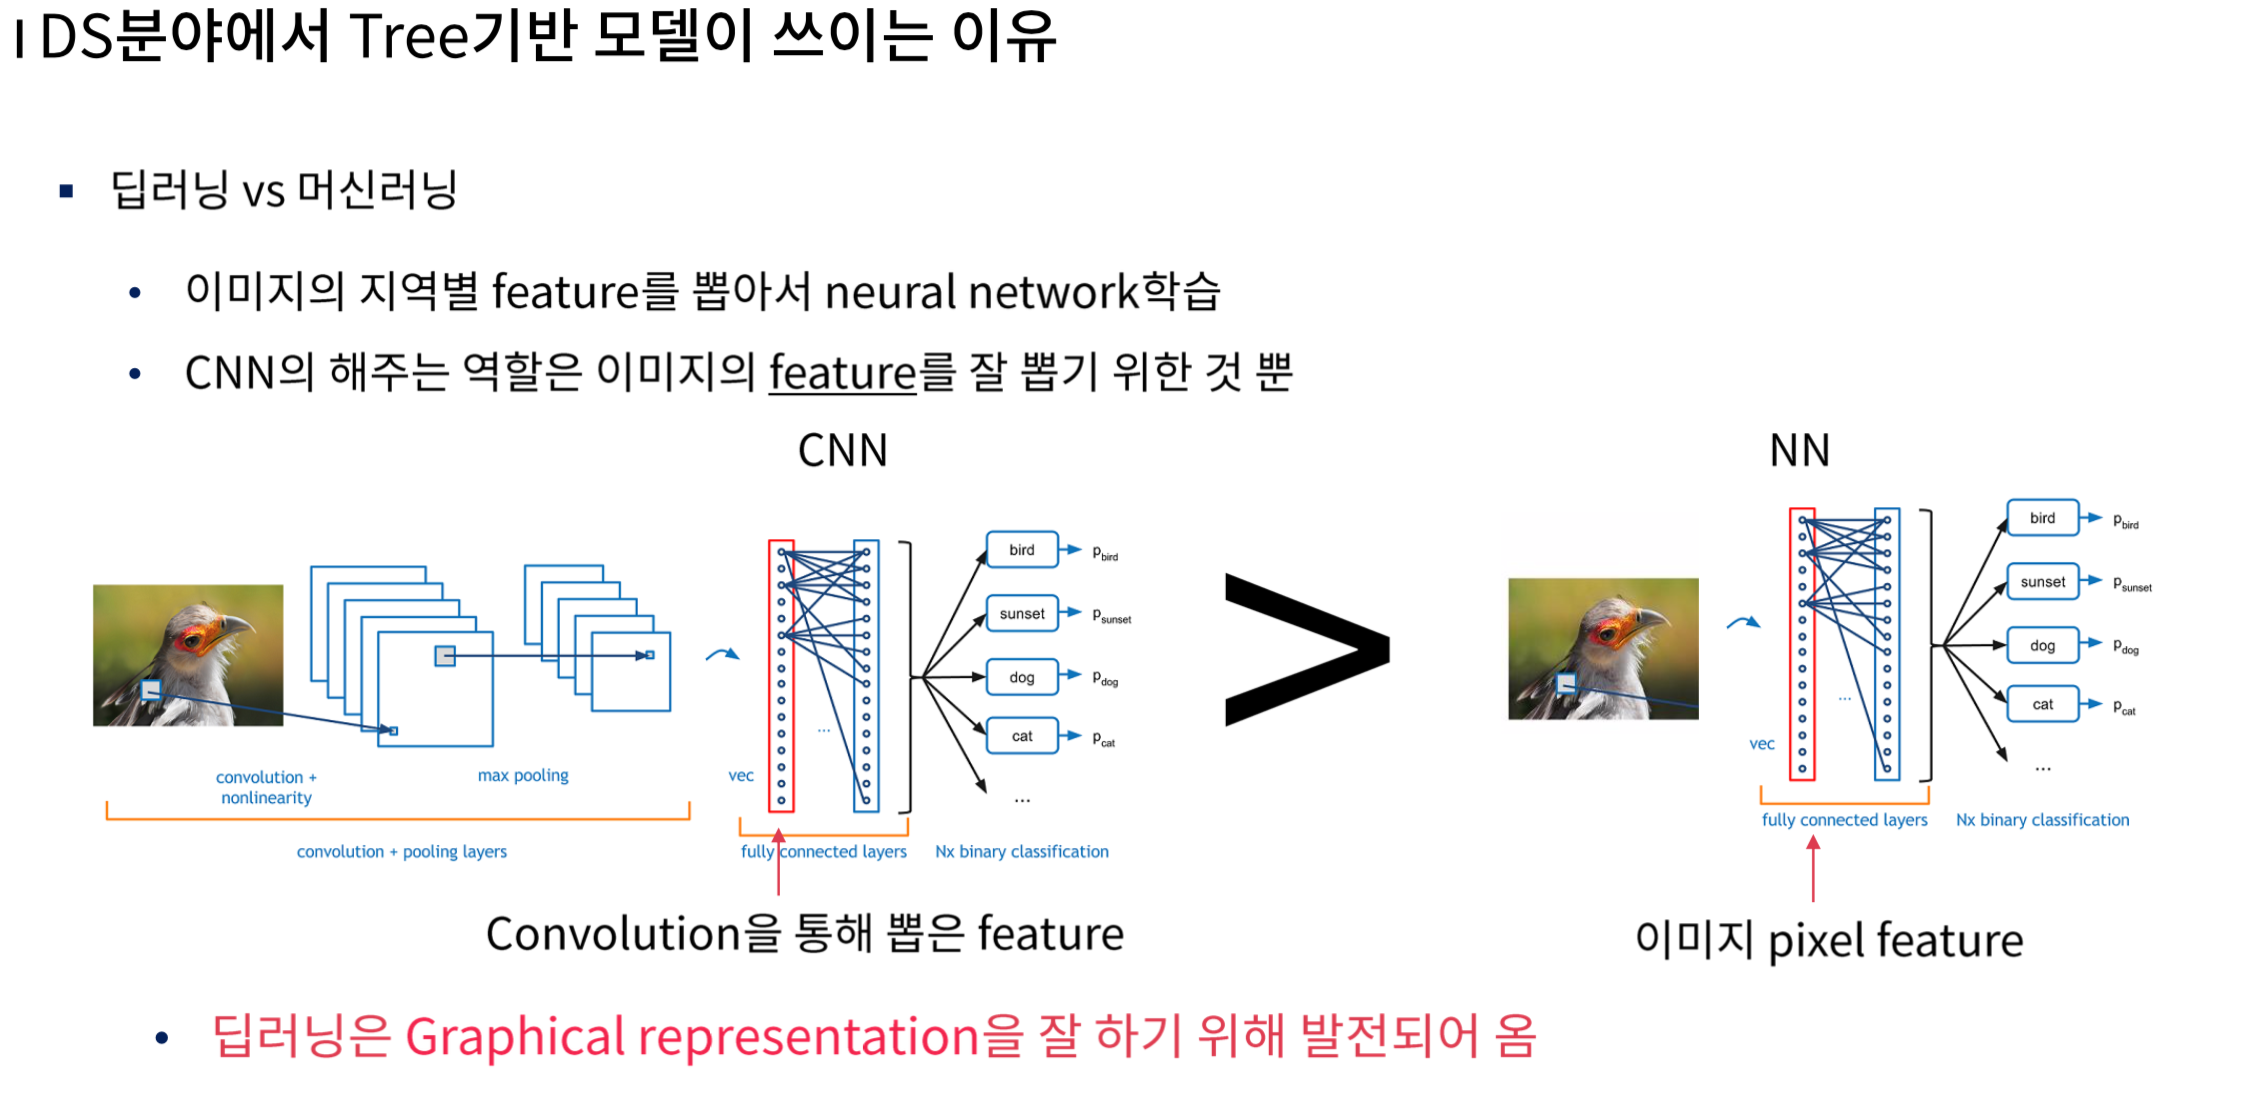 I DS분야에서 Tree기반 모델이 쓰이는 이유
▪ 딥러닝 vs 머신러닝
• 이미지의 지역별 feature를 뽑아서 neural network학습
• CNN의 해주는 역할은 이미지의 feature를 잘 뽑기 위한 것 뿐
CNN
convolution +
nonlinearity
max pooling
convolution + pooling layers
vec
...
fully connected layers
bird
p bird
sunset
p sunset
dog
p dog
cat
p cat
...
Nx binary classification
Convolution을 통해 뽑은 feature
>
NN
vec
...
fully connected layers
bird
p bird
sunset
p sunset
dog
p dog
cat
p cat
...
Nx binary classification
이미지 pixel feature
• 딥러닝은 Graphical representation을 잘 하기 위해 발전되어 옴